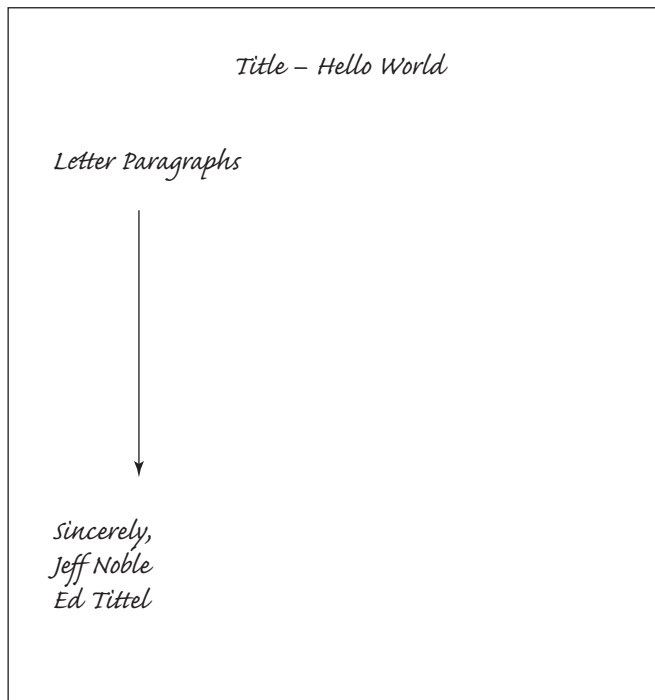 Title – Hello World
Letter Paragraphs
Sincerely,
Jeff Noble
Ed Tittel